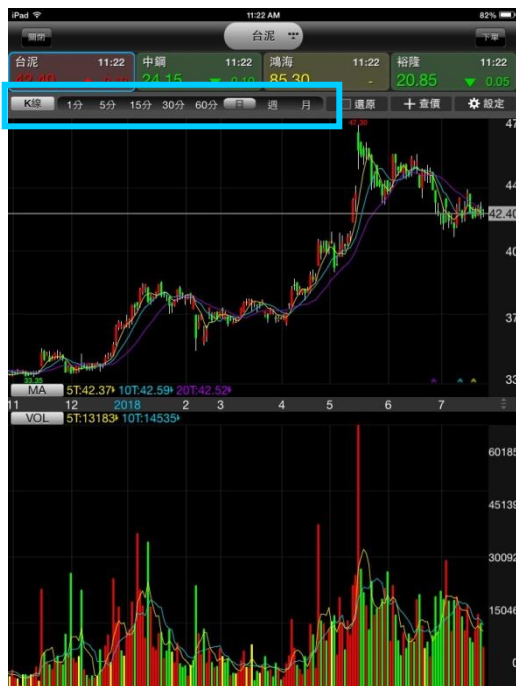 iPad 11:22 AM 82%
關閉 台泥 下單
台泥 11:22 中鋼 11:22 鴻海 11:22 裕隆 11:22
24.15 ▼ 0.10 85.30 - 20.85 ▼ 0.05
K線 1分 5分 15分 30分 60分 日 週 月 還原 十查價 設定
47.30
47
44
42.40
40
37
33
33.35
MA 5T:42.37 10T:42.59 20T:42.52
11 12 2018 2 3 4 5 6 7
VOL 5T:13183 10T:14535
60185
45139
30092
15046
0